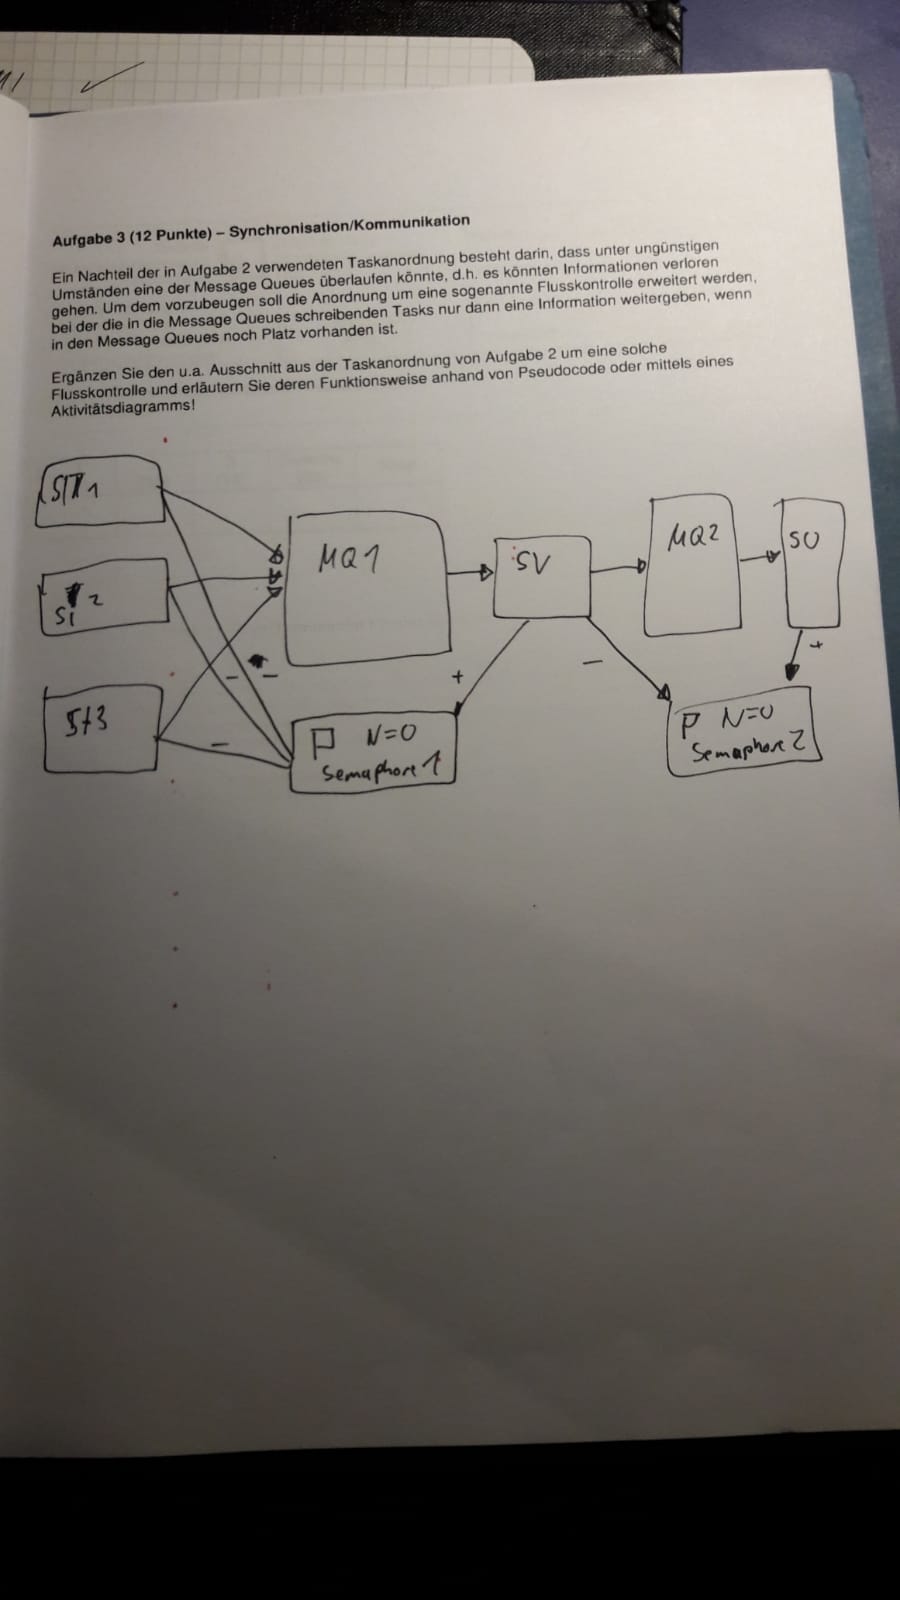 Aufgabe 3 (12 Punkte) – Synchronisation/Kommunikation
Ein Nachteil der in Aufgabe 2 verwendeten Taskanordnung besteht darin, dass unter ungünstigen
Umständen eine der Message Queues überlaufen könnte, d.h. es könnten Informationen verloren
gehen. Um dem vorzubeugen soll die Anordnung um eine sogenannte Flusskontrolle erweitert werden,
bei der die in die Message Queues schreibenden Tasks nur dann eine Information weitergeben, wenn
in den Message Queues noch Platz vorhanden ist.
Ergänzen Sie den u.a. Ausschnitt aus der Taskanordnung von Aufgabe 2 um eine solche
Flusskontrolle und erläutern Sie deren Funktionsweise anhand von Pseudocode oder mittels eines
Aktivitätsdiagramms!
MQ1
SV
MQ2
SO
2
St3
-
-
-
+
-
+
P N=0
Semaphore 1
P N=0
Semaphore 2